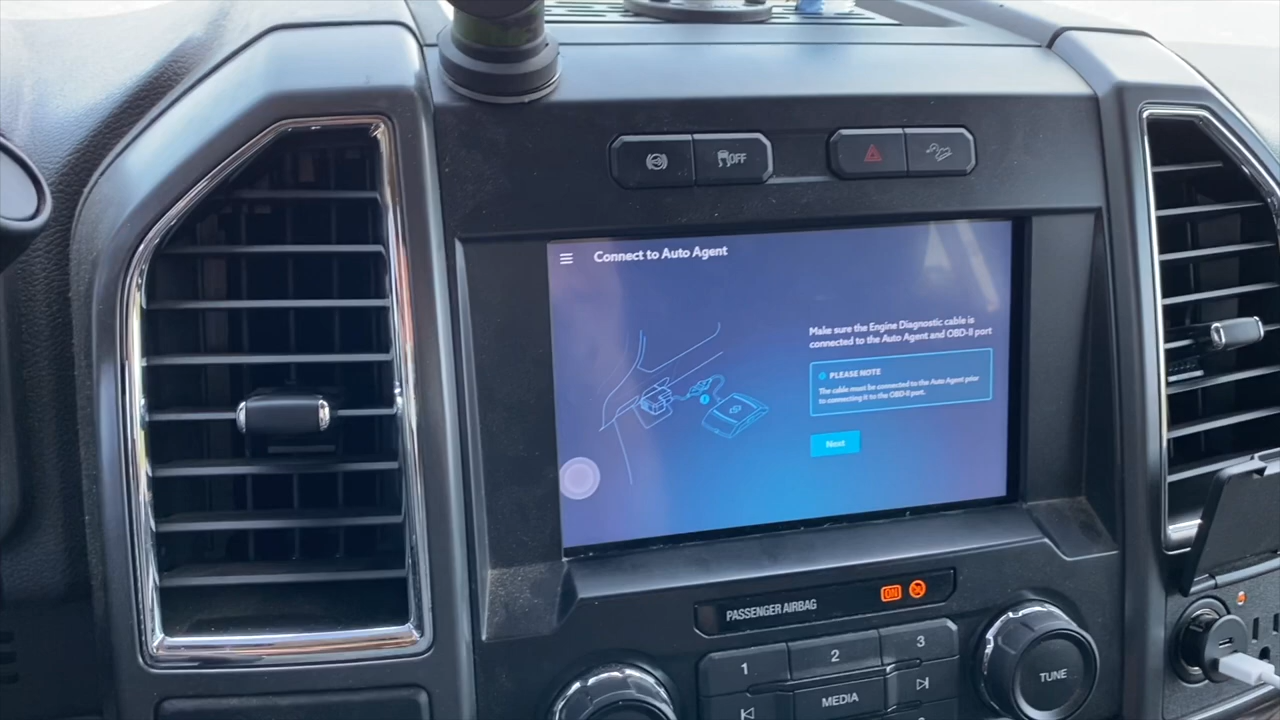 OFF
Connect to Auto Agent
Make sure the Engine Diagnostic cable is
connected to the Auto Agent and OBD-II port
PLEASE NOTE
The cable must be connected to the Auto Agent prior
to connecting it to the OBD-II port.
Next
PASSENGER AIRBAG
ON
1
2
3
MEDIA
TUNE